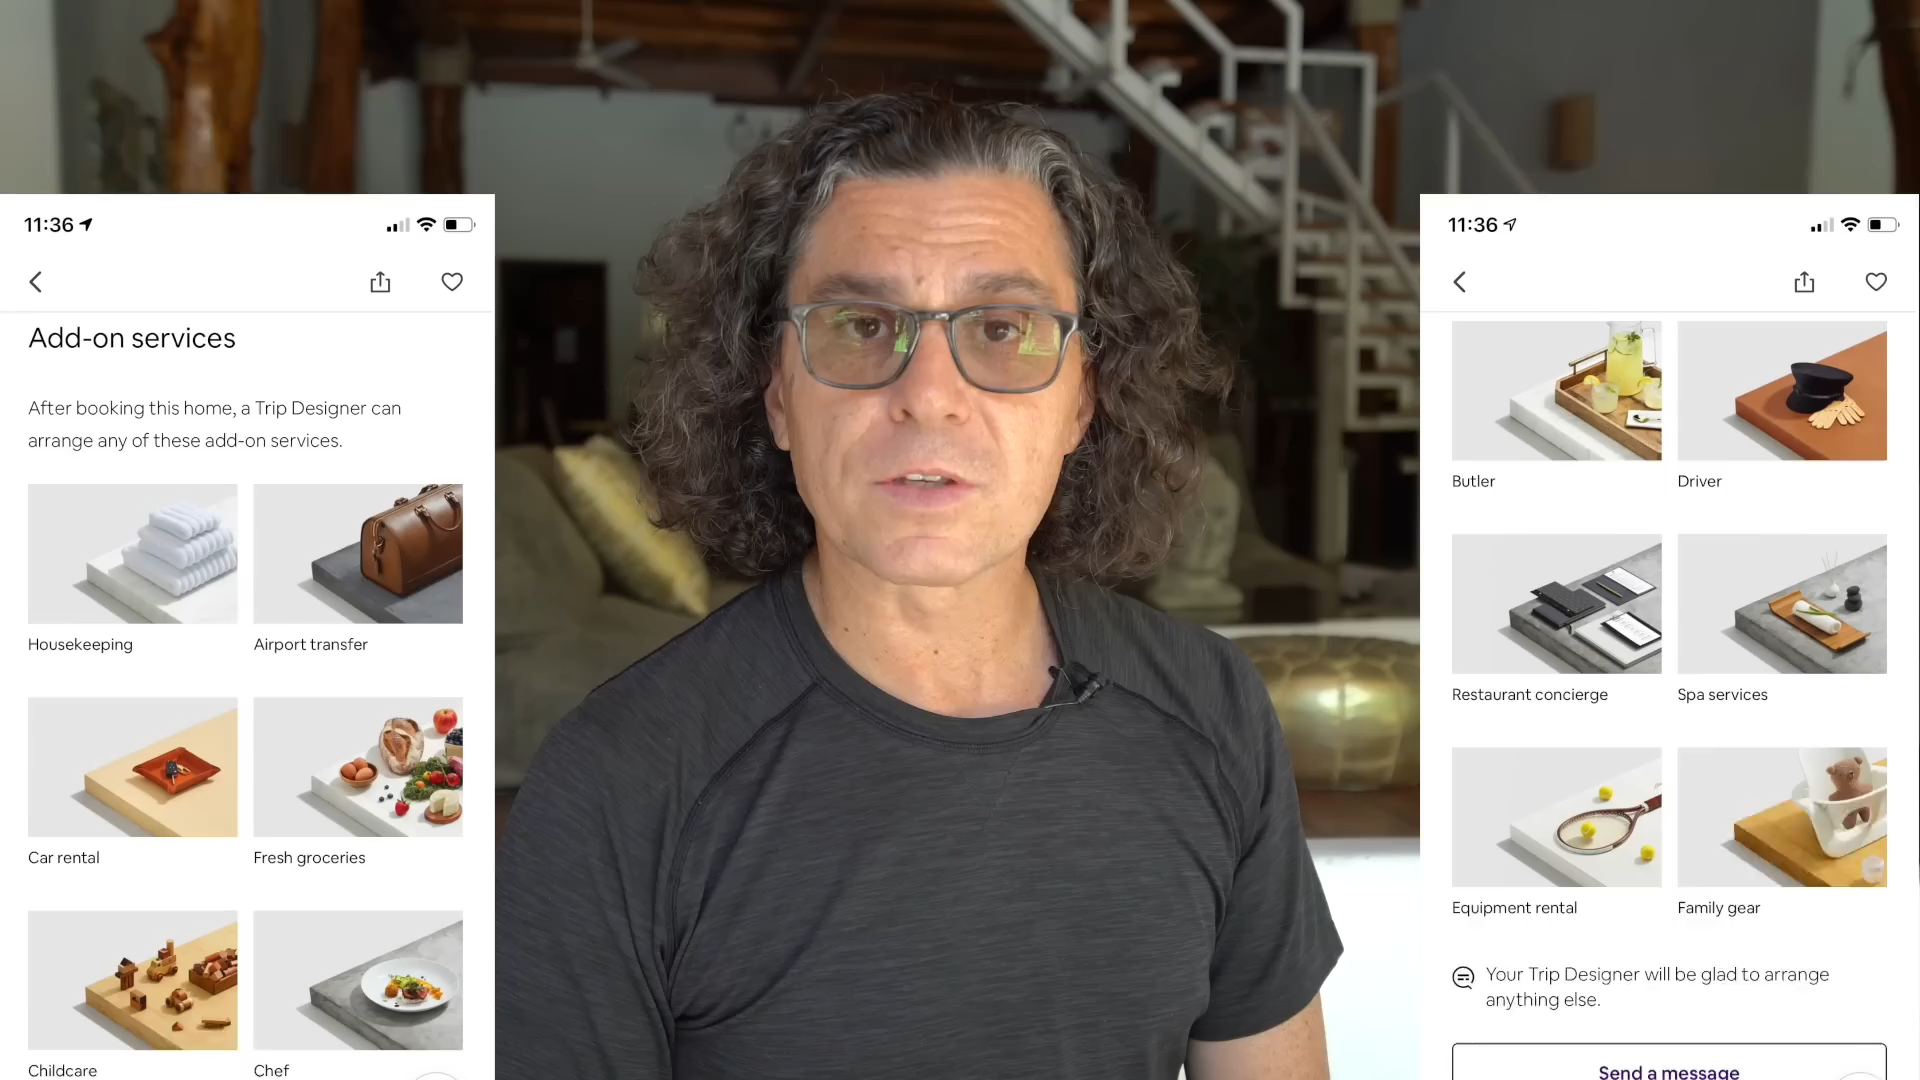 11:36
Add-on services
After booking this home, a Trip Designer can
arrange any of these add-on services.
Housekeeping
Airport transfer
Car rental
Fresh groceries
Childcare
Chef
11:36
Butler
Driver
Restaurant concierge
Spa services
Equipment rental
Family gear
Your Trip Designer will be glad to arrange
anything else.
Send a message